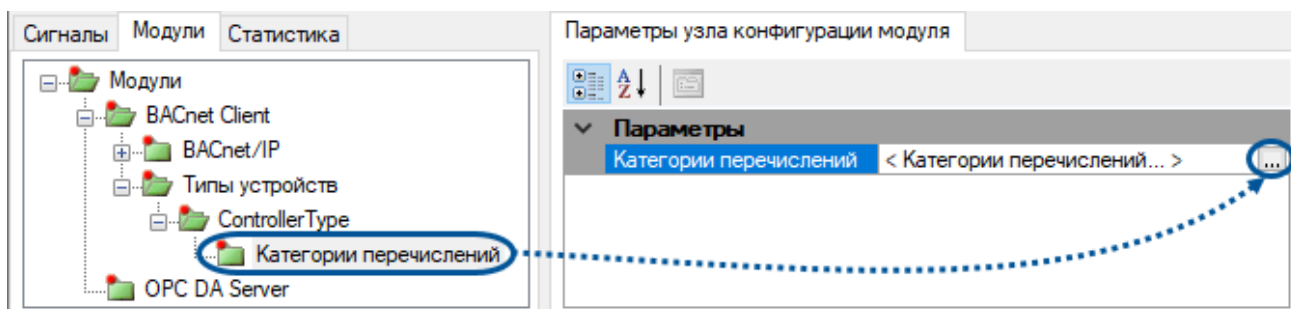 Сигналы Модули Статистика
Модули
BACnet Client
BACnet/IP
Типы устройств
ControllerType
Категории перечислений
OPC DA Server
Параметры узла конфигурации модуля
A
Z
Параметры
Категории перечислений < Категории перечислений... > ...